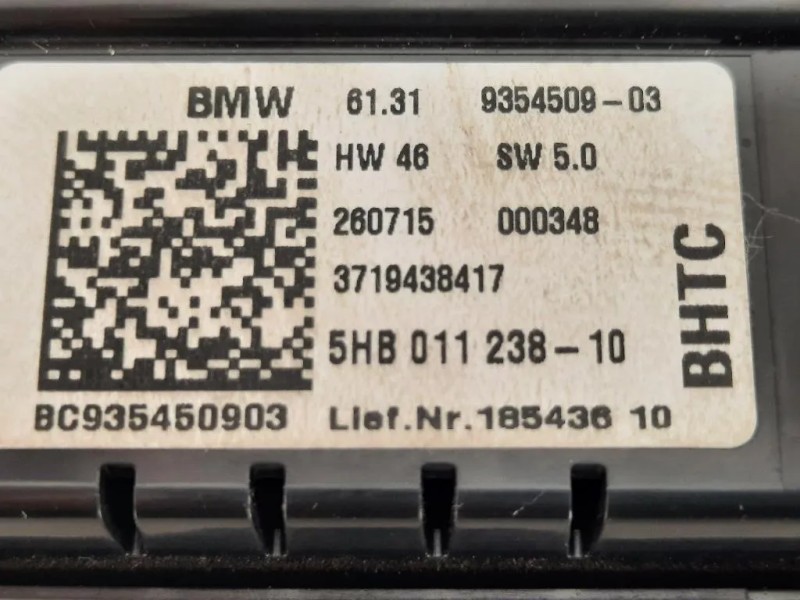 BMW 61.31 9354509-03
HW 46 SW 5.0
260715 000348
3719438417
5HB 011 238-10
BC935450903 Lief.Nr.185436 10
BHTC